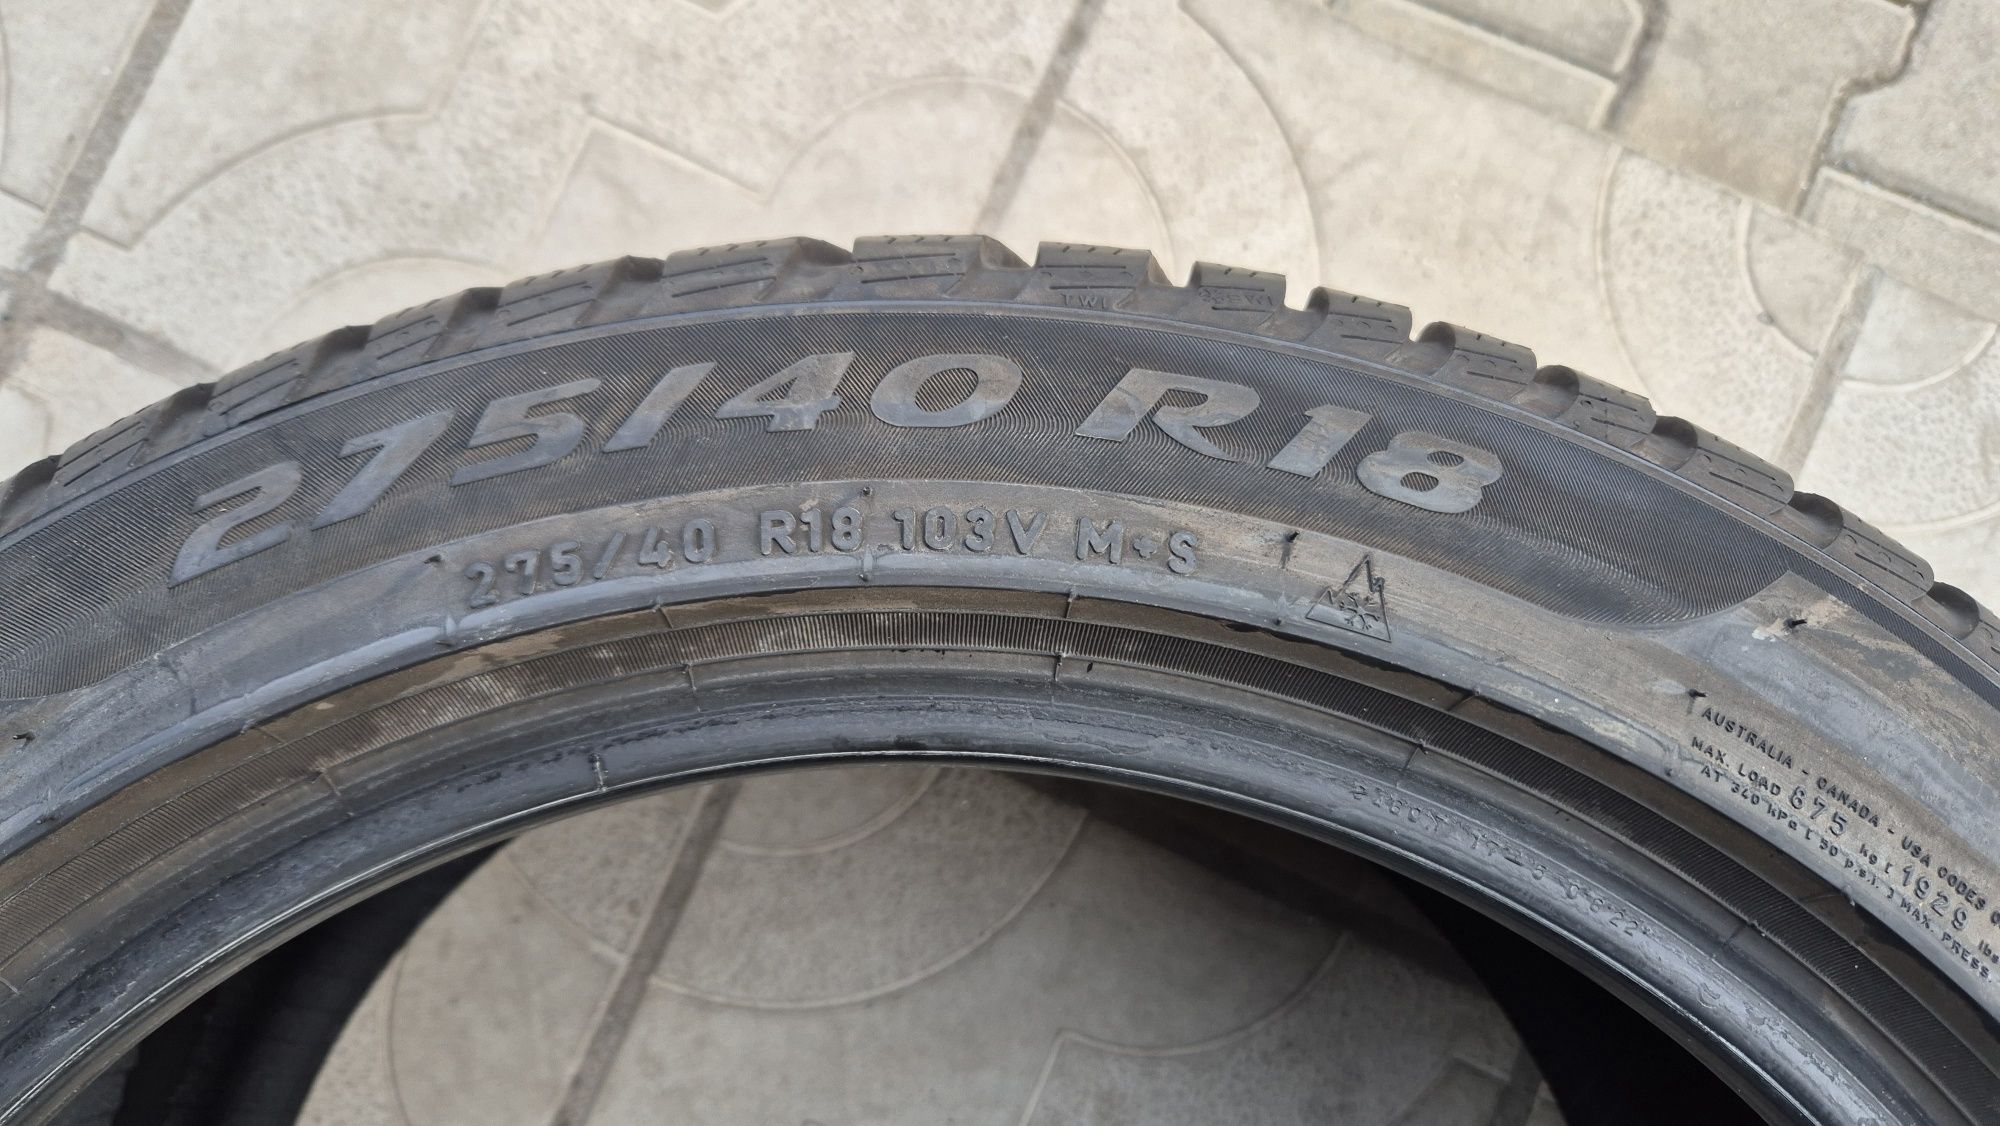 TWI
275/40 R18
275/40 R18 103V M+S
AUSTRALIA - CANADA - USA CODES
MAX. LOAD 875 kg [ 1929 lbs
AT 340 kPa [ 50 p.s.i. ] MAX. PRESS.